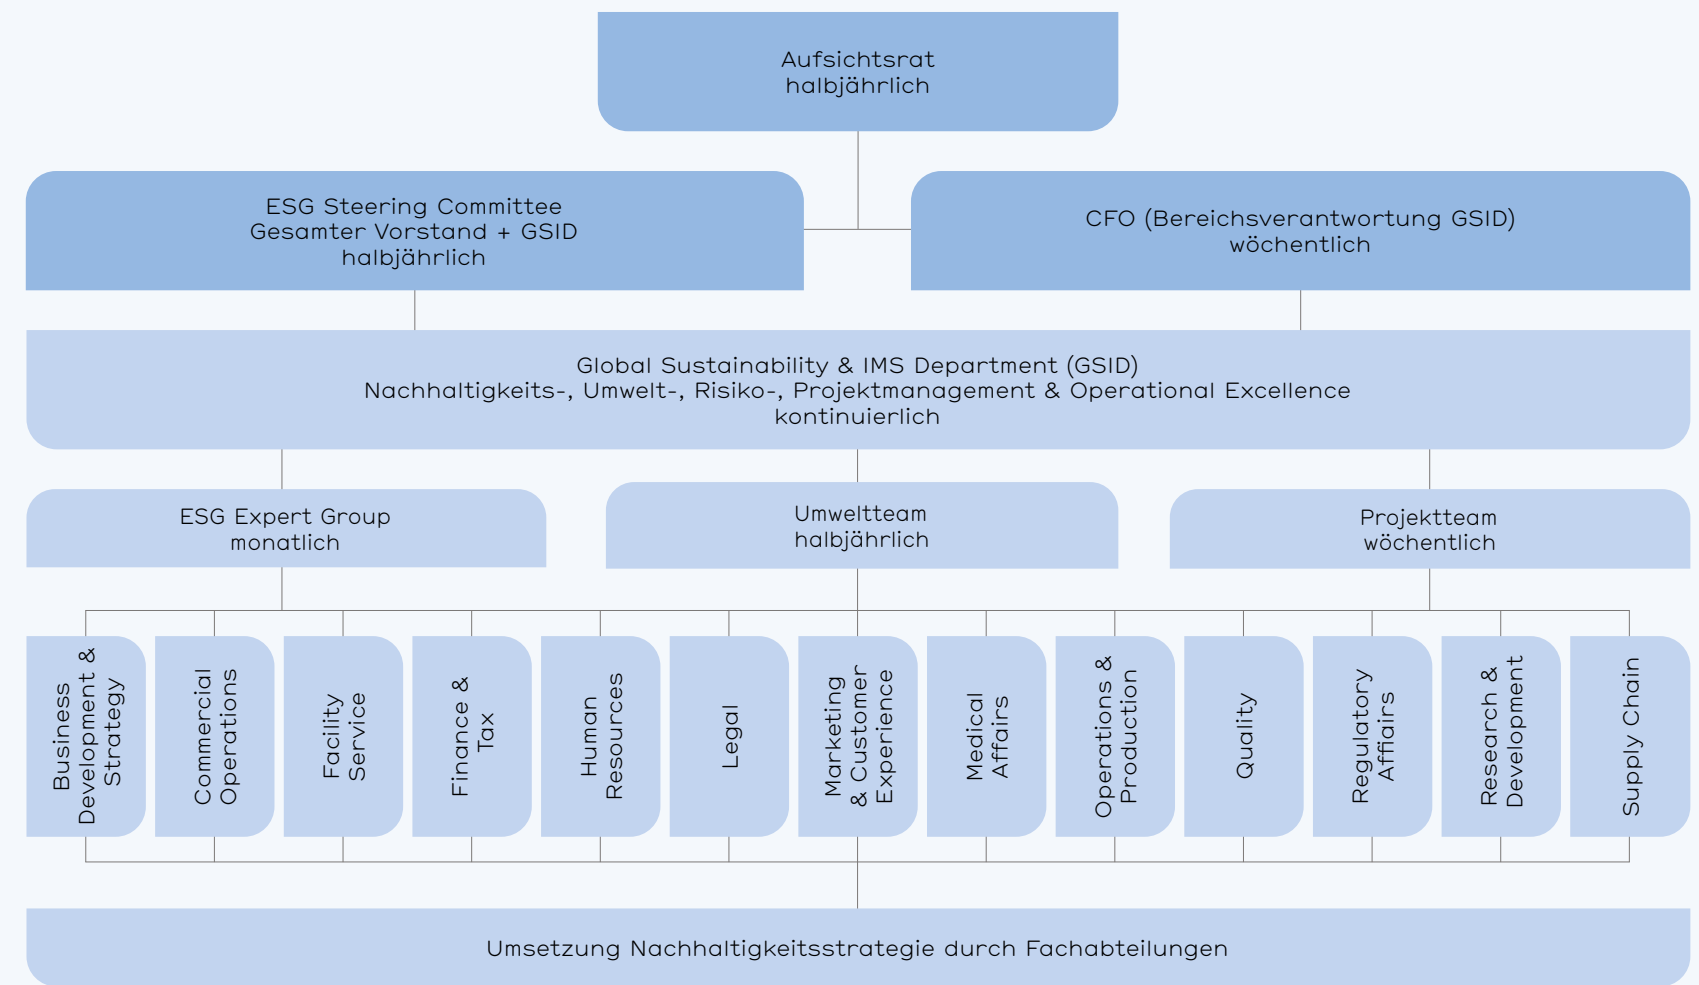 Aufsichtsrat
halbjährlich
ESG Steering Committee
Gesamter Vorstand + GSID
halbjährlich
CFO (Bereichsverantwortung GSID)
wöchentlich
Global Sustainability & IMS Department (GSID)
Nachhaltigkeits-, Umwelt-, Risiko-, Projektmanagement & Operational Excellence
kontinuierlich
ESG Expert Group
monatlich
Umweltteam
halbjährlich
Projektteam
wöchentlich
Business
Development &
Strategy
Commercial
Operations
Facility
Service
Finance &
Tax
Human
Resources
Legal
Marketing
& Customer
Experience
Medical
Affairs
Operations &
Production
Quality
Regulatory
Affiairs
Research &
Development
Supply Chain
Umsetzung Nachhaltigkeitsstrategie durch Fachabteilungen